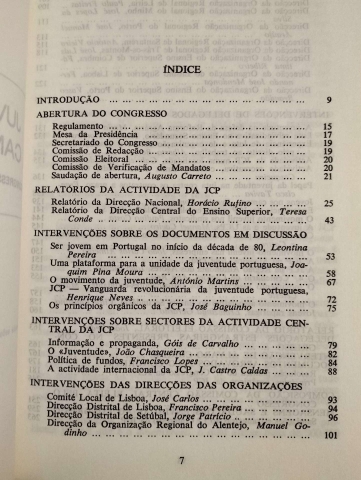 ÍNDICE
INTRODUÇÃO ... ... ... ... ... ... ... ... ... ... ... 9
ABERTURA DO CONGRESSO
Regulamento ... ... ... ... ... ... ... ... ... ... 15
Mesa da Presidência ... ... ... ... ... ... ... ... 17
Secretariado do Congresso ... ... ... ... ... ... 19
Comissão de Redacção ... ... ... ... ... ... ... 19
Comissão Eleitoral ... ... ... ... ... ... ... ... 20
Comissão de Verificação de Mandatos ... ... ... 20
Saudação de abertura, Augusto Carreto ... ... ... 21
RELATÓRIOS DA ACTIVIDADE DA JCP
Relatório da Direcção Nacional, Horácio Rufino ... ... 25
Relatório da Direcção Central do Ensino Superior, Teresa
Conde ... ... ... ... ... ... ... ... ... ... ... 43
INTERVENÇÕES SOBRE OS DOCUMENTOS EM DISCUSSÃO
Ser jovem em Portugal no início da década de 80, Leontina
Pereira ... ... ... ... ... ... ... ... ... ... ... 53
Uma plataforma para a unidade da juventude portuguesa, Joa-
quim Pina Moura ... ... ... ... ... ... ... ... 58
O movimento da juventude, António Martins ... ... ... 67
JCP — Vanguarda revolucionária da juventude portuguesa,
Henrique Neves ... ... ... ... ... ... ... ... 72
Os princípios orgânicos da JCP, José Baguinho ... ... 75
INTERVENÇÕES SOBRE SECTORES DA ACTIVIDADE CEN-
TRAL DA JCP
Informação e propaganda, Góis de Carvalho ... ... ... 79
O «Juventude», João Chasqueira ... ... ... ... ... 82
Política de fundos, Francisco Lopes ... ... ... ... 84
A actividade internacional da JCP, J. Castro Caldas ... 88
INTERVENÇÕES DAS DIRECÇÕES DAS ORGANIZAÇÕES
Comité Local de Lisboa, José Carlos ... ... ... ... 93
Direcção Distrital de Lisboa, Francisco Pereira ... ... 94
Direcção Distrital de Setúbal, Jorge Patrício ... ... 96
Direcção da Organização Regional do Alentejo, Manuel Go-
dinho ... ... ... ... ... ... ... ... ... ... ... 101
7